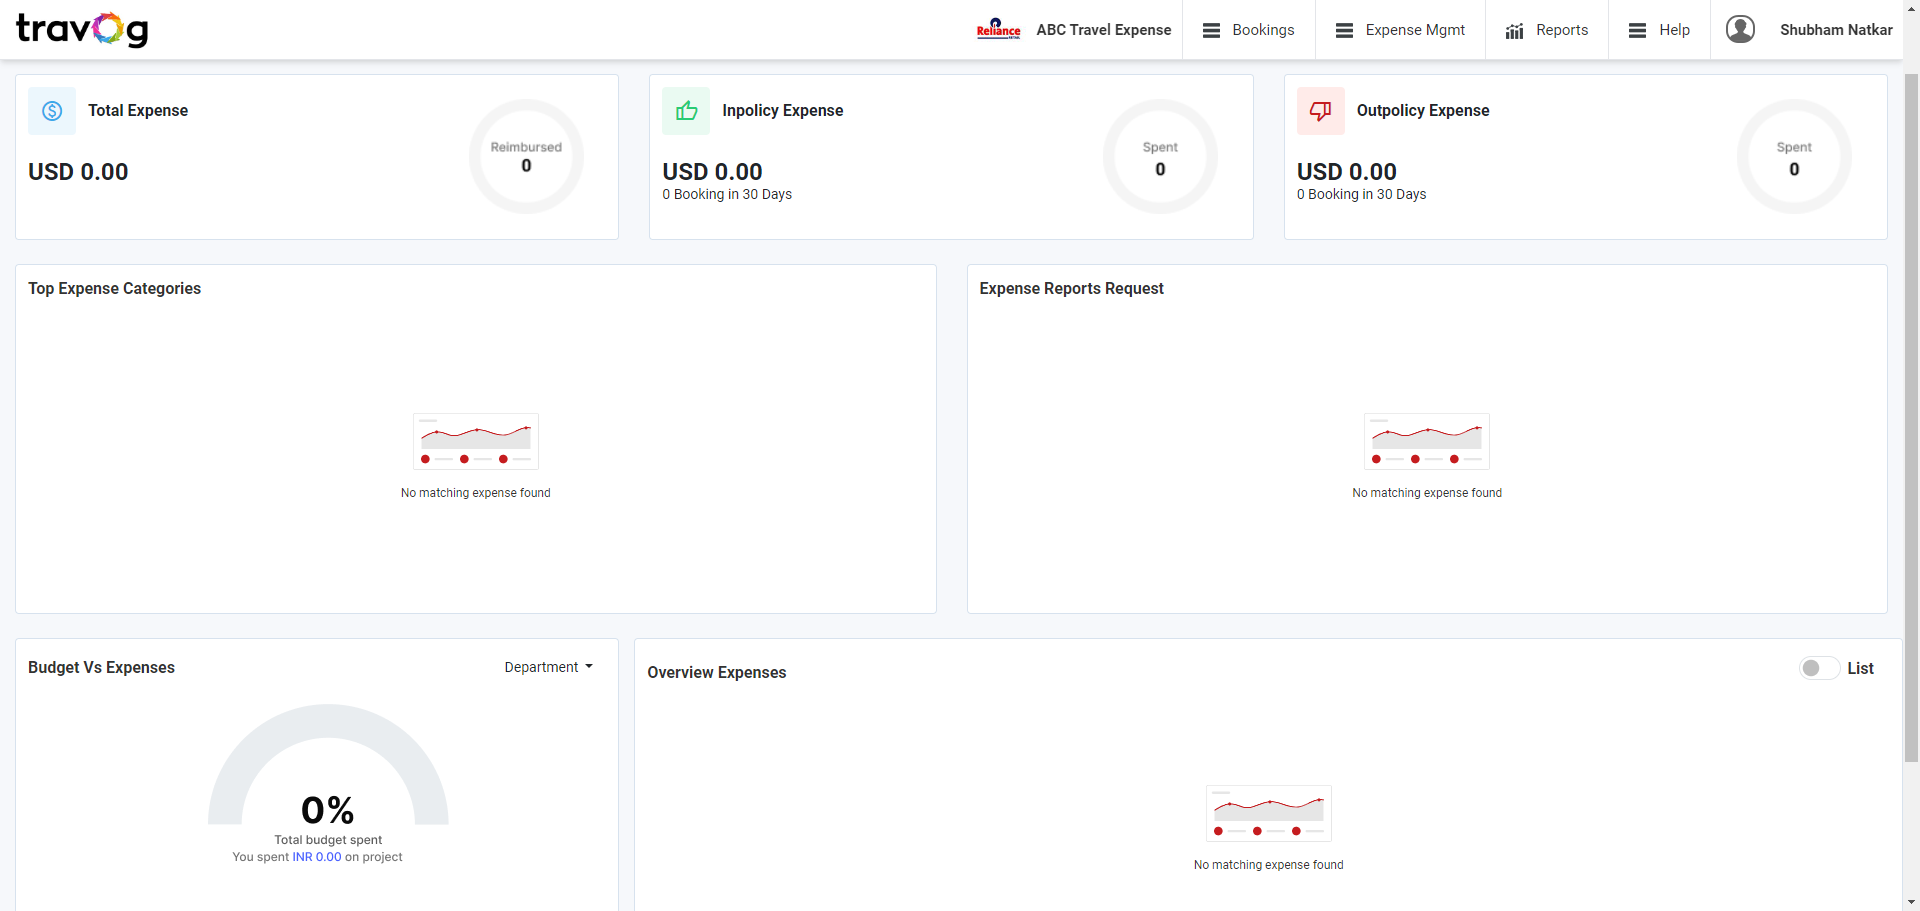 travog
Reliance
ABC Travel Expense
Bookings
Expense Mgmt
Reports
Help
Shubham Natkar
Total Expense
USD 0.00
Reimbursed
0
Inpolicy Expense
USD 0.00
0 Booking in 30 Days
Spent
0
Outpolicy Expense
USD 0.00
0 Booking in 30 Days
Spent
0
Top Expense Categories
No matching expense found
Expense Reports Request
No matching expense found
Budget Vs Expenses
Department
0%
Total budget spent
You spent INR 0.00 on project
Overview Expenses
List
No matching expense found